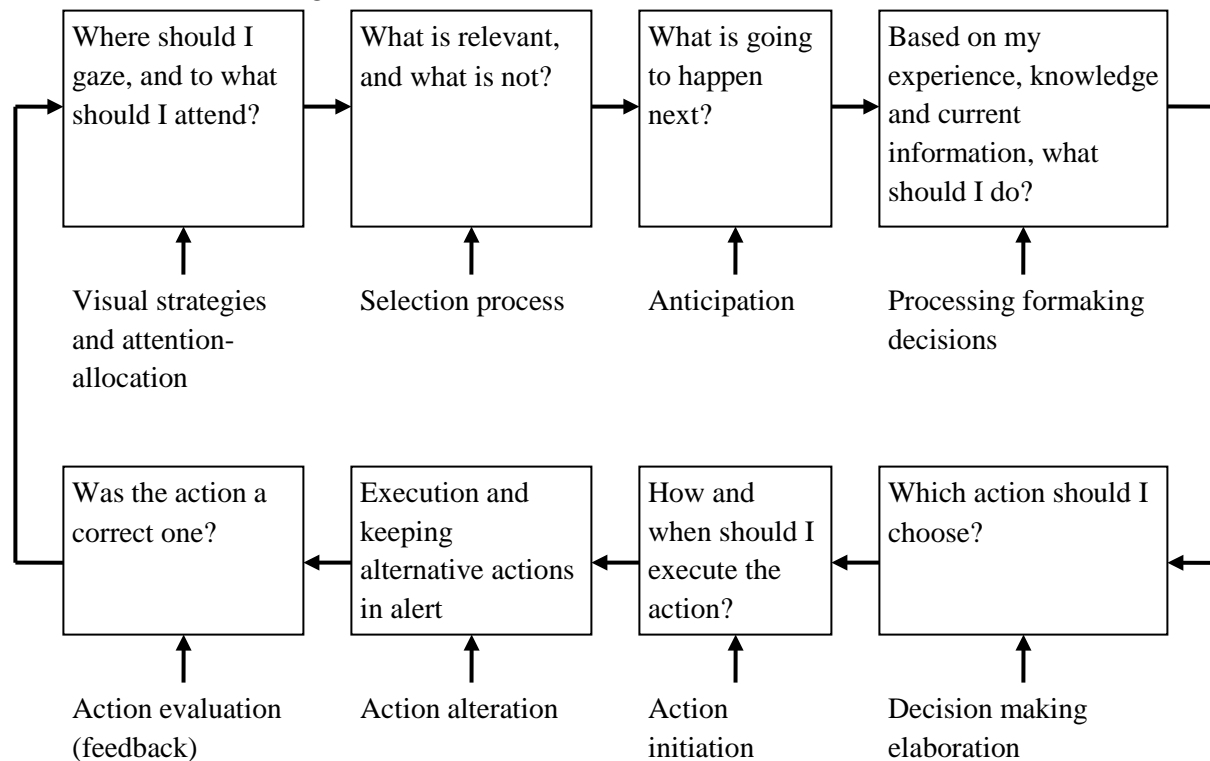 Where should I
gaze, and to what
should I attend?
What is relevant,
and what is not?
What is going
to happen
next?
Based on my
experience, knowledge
and current
information, what
should I do?
Visual strategies
and attention-
allocation
Selection process
Anticipation
Processing formaking
decisions
Was the action a
correct one?
Execution and
keeping
alternative actions
in alert
How and
when should I
execute the
action?
Which action should I
choose?
Action evaluation
(feedback)
Action alteration
Action
initiation
Decision making
elaboration